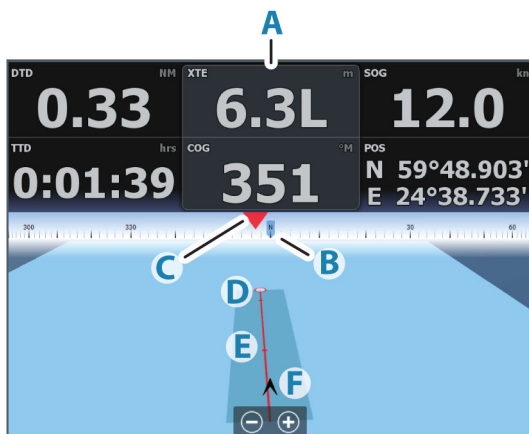 A
DTD NM XTE m SOG kn
0.33 6.3L 12.0
TTD hrs COG °M POS
0:01:39 351 N 59°48.903'
E 24°38.733'
300 330 N 30 60
C B
D
E
F